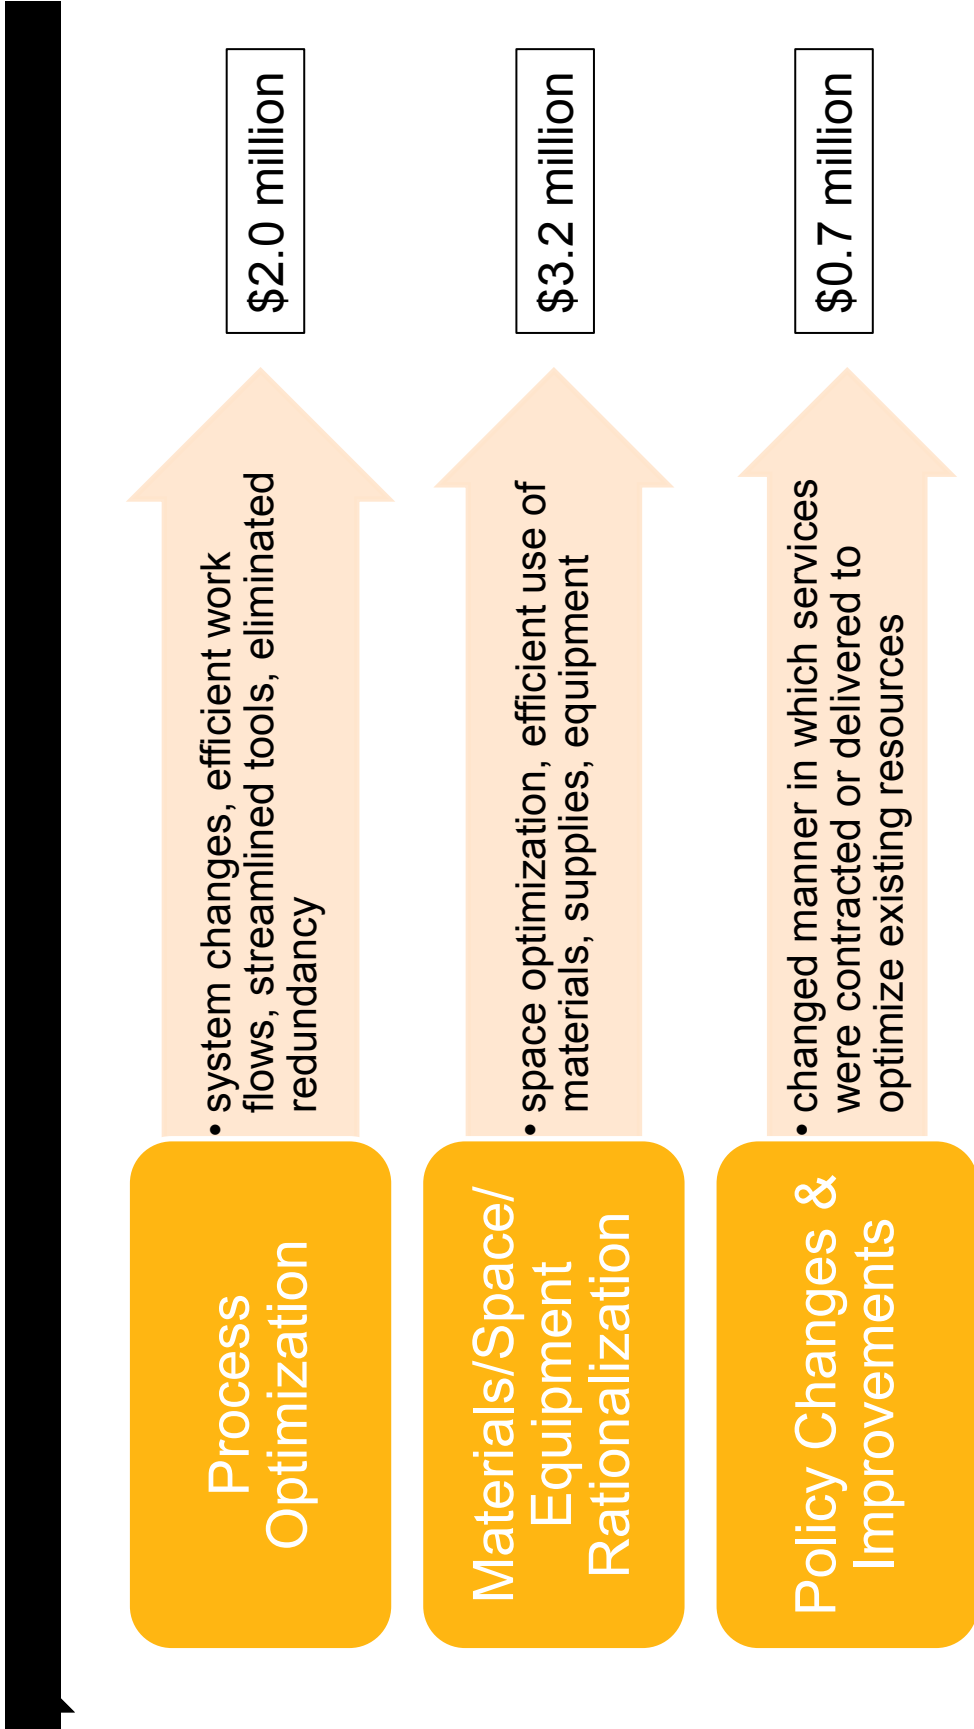 Process
Optimization
• system changes, efficient work
flows, streamlined tools, eliminated
redundancy
$2.0 million
Materials/Space/
Equipment
Rationalization
• space optimization, efficient use of
materials, supplies, equipment
$3.2 million
Policy Changes &
Improvements
• changed manner in which services
were contracted or delivered to
optimize existing resources
$0.7 million